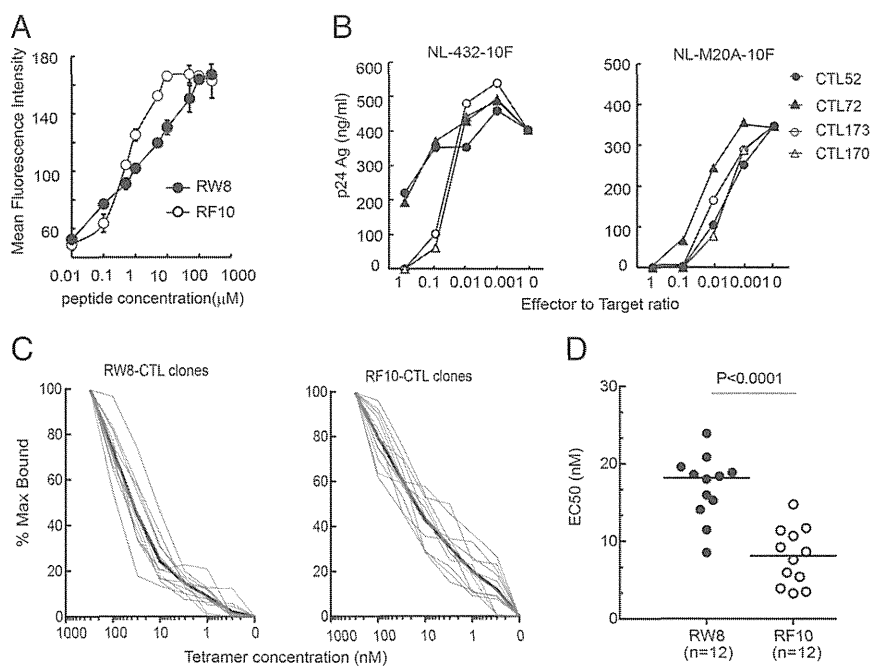 A
Mean Fluorescence Intensity
180
140
100
60
0.01 0.1 1 10 100 1000
peptide concentration(μM)
RW8
RF10
B
NL-432-10F
p24 Ag (ng/ml)
600
500
400
300
200
100
0
1 0.1 0.01 0.001 0
NL-M20A-10F
500
400
300
200
100
0
1 0.1 0.01 0.001 0
Effector to Target ratio
CTL52
CTL72
CTL173
CTL170
C
RW8-CTL clones
% Max Bound
100
80
60
40
20
0
1000 100 10 1 0
RF10-CTL clones
100
80
60
40
20
0
1000 100 10 1 0
Tetramer concentration (nM)
D
P<0.0001
EC50 (nM)
30
20
10
0
RW8 RF10
(n=12) (n=12)